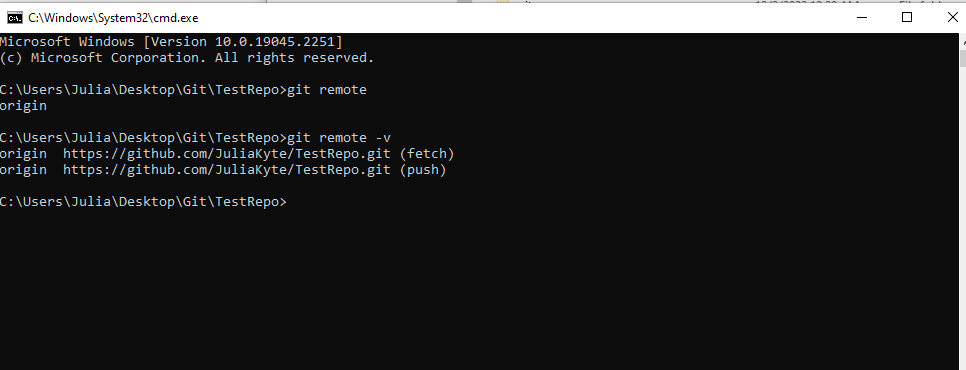 C:\Windows\System32\cmd.exe
Microsoft Windows [Version 10.0.19045.2251]
(c) Microsoft Corporation. All rights reserved.
C:\Users\Julia\Desktop\Git\TestRepo>git remote
origin
C:\Users\Julia\Desktop\Git\TestRepo>git remote -v
origin  https://github.com/JuliaKyte/TestRepo.git (fetch)
origin  https://github.com/JuliaKyte/TestRepo.git (push)
C:\Users\Julia\Desktop\Git\TestRepo>